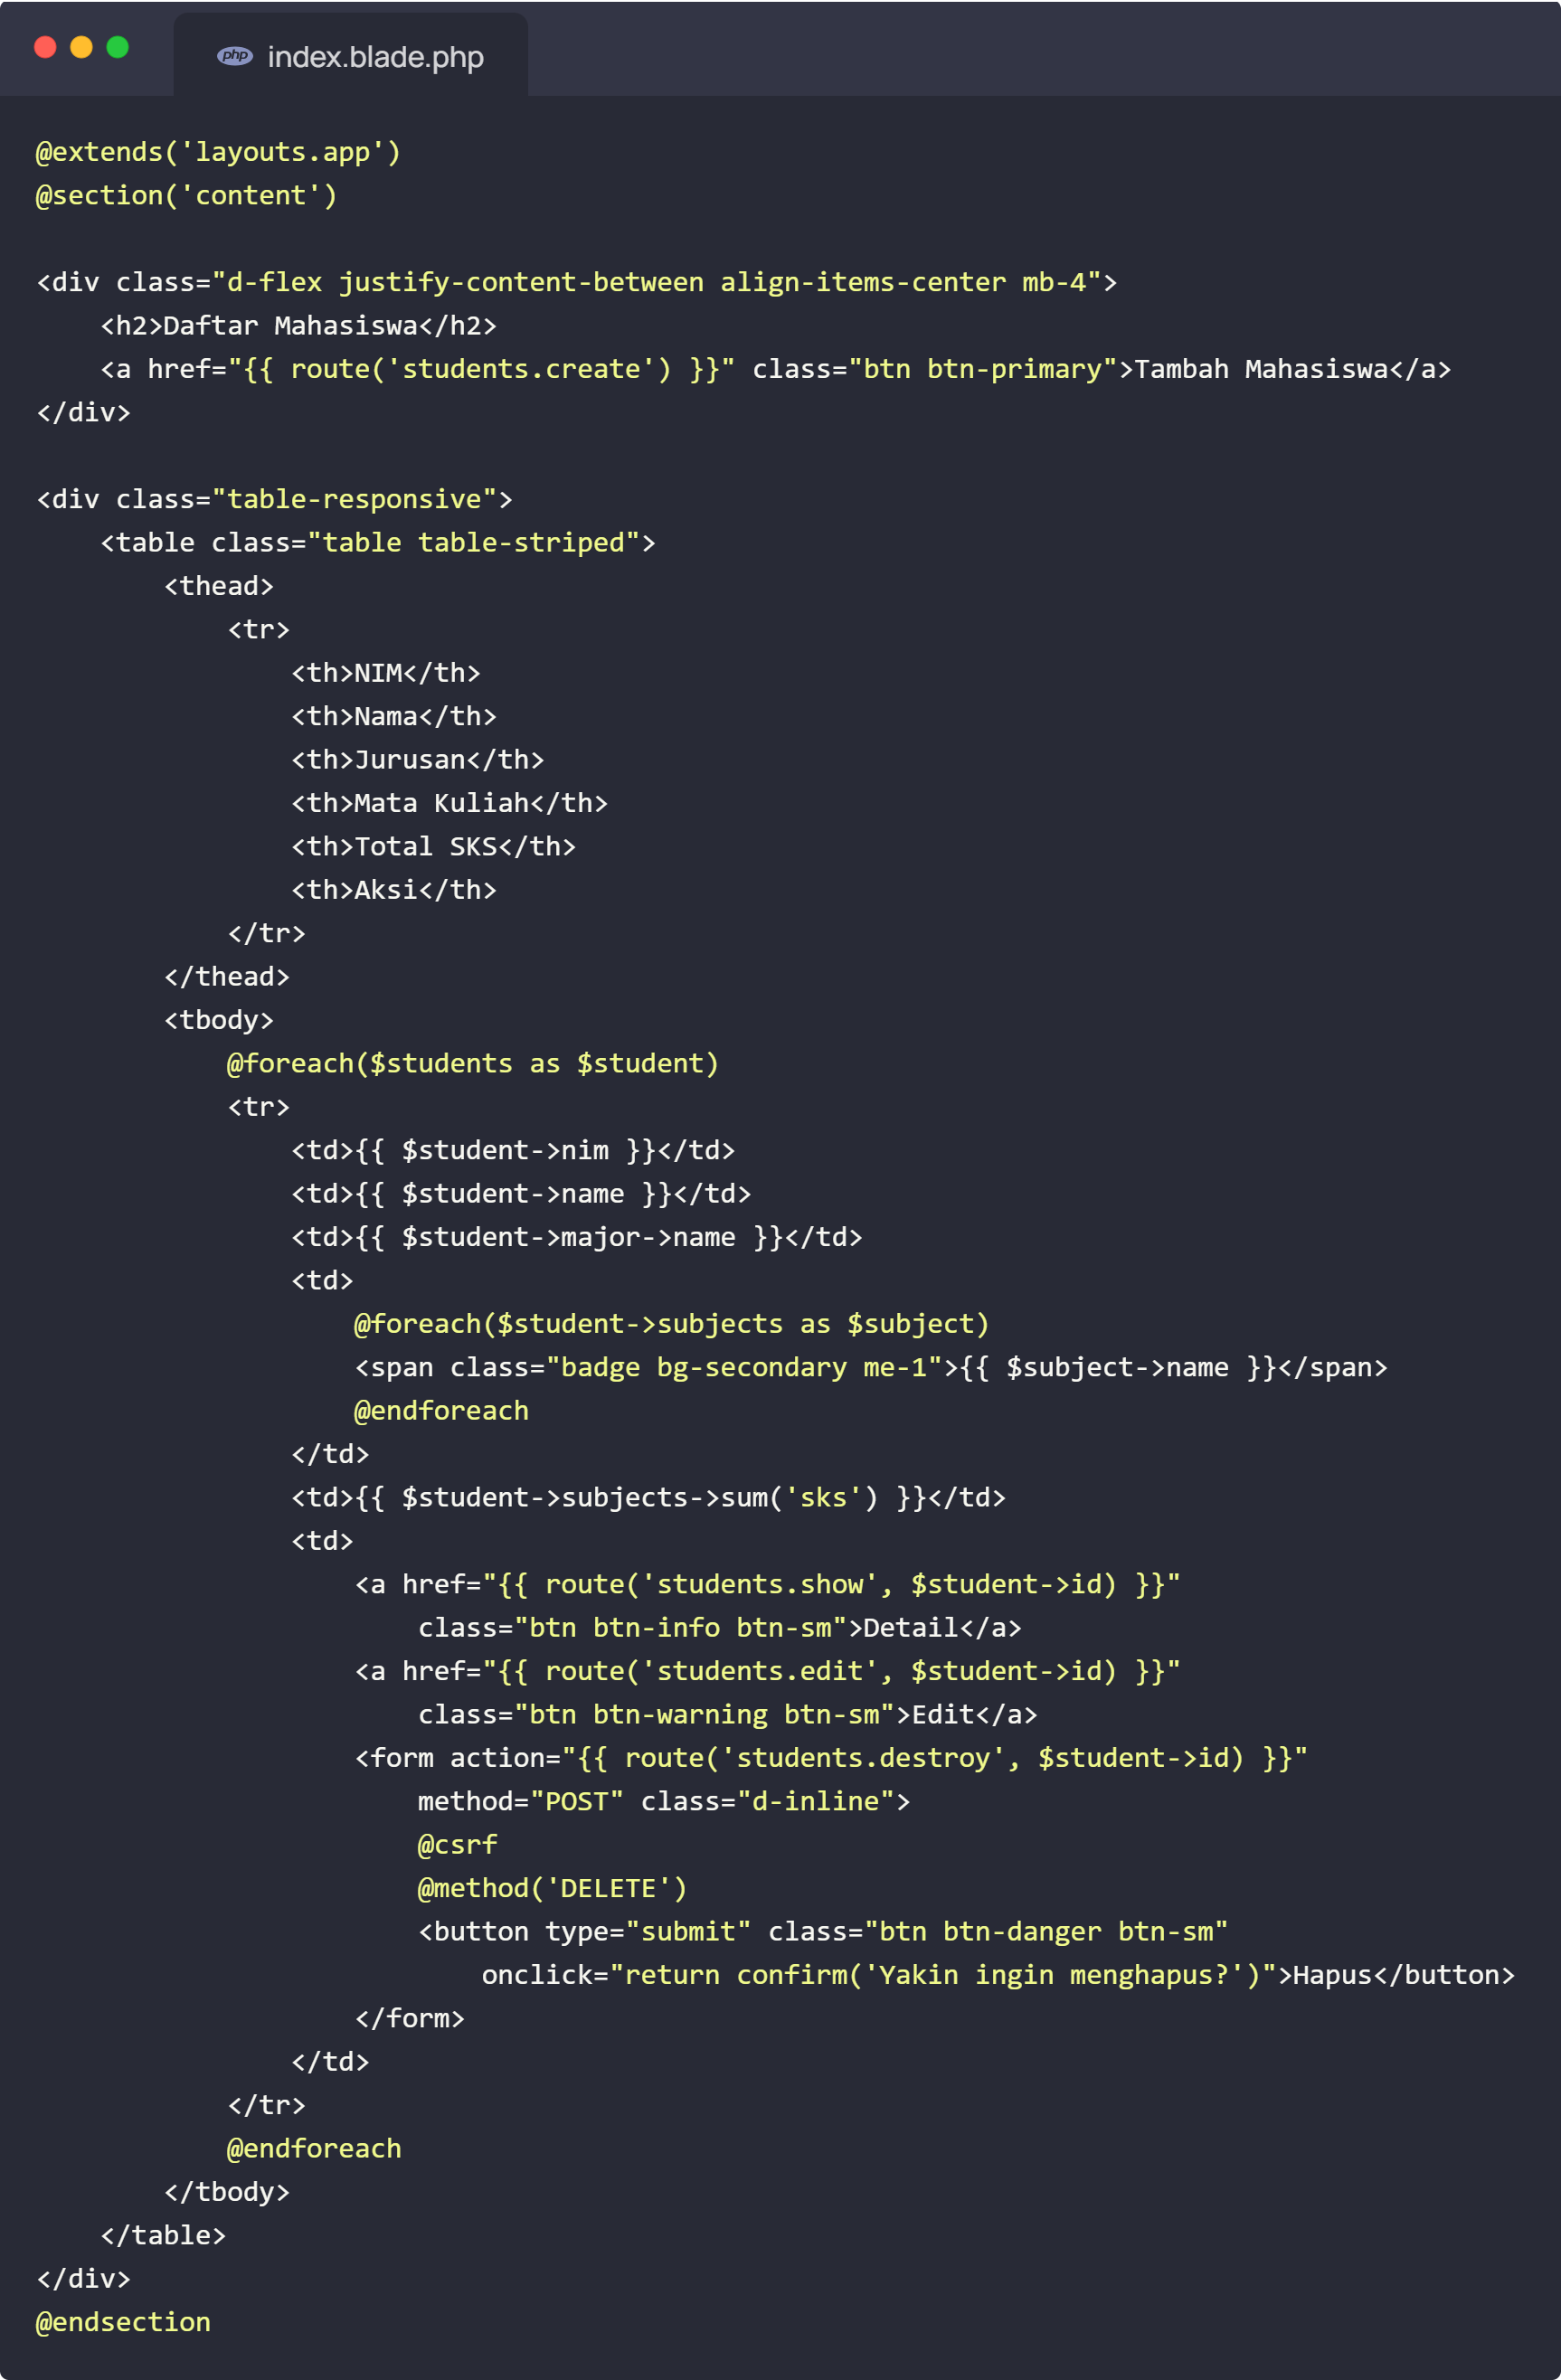 php index.blade.php
@extends('layouts.app')
@section('content')

<div class="d-flex justify-content-between align-items-center mb-4">
    <h2>Daftar Mahasiswa</h2>
    <a href="{{ route('students.create') }}" class="btn btn-primary">Tambah Mahasiswa</a>
</div>

<div class="table-responsive">
    <table class="table table-striped">
        <thead>
            <tr>
                <th>NIM</th>
                <th>Nama</th>
                <th>Jurusan</th>
                <th>Mata Kuliah</th>
                <th>Total SKS</th>
                <th>Aksi</th>
            </tr>
        </thead>
        <tbody>
            @foreach($students as $student)
            <tr>
                <td>{{ $student->nim }}</td>
                <td>{{ $student->name }}</td>
                <td>{{ $student->major->name }}</td>
                <td>
                    @foreach($student->subjects as $subject)
                    <span class="badge bg-secondary me-1">{{ $subject->name }}</span>
                    @endforeach
                </td>
                <td>{{ $student->subjects->sum('sks') }}</td>
                <td>
                    <a href="{{ route('students.show', $student->id) }}"
                        class="btn btn-info btn-sm">Detail</a>
                    <a href="{{ route('students.edit', $student->id) }}"
                        class="btn btn-warning btn-sm">Edit</a>
                    <form action="{{ route('students.destroy', $student->id) }}"
                        method="POST" class="d-inline">
                        @csrf
                        @method('DELETE')
                        <button type="submit" class="btn btn-danger btn-sm"
                            onclick="return confirm('Yakin ingin menghapus?')">Hapus</button>
                    </form>
                </td>
            </tr>
            @endforeach
        </tbody>
    </table>
</div>
@endsection